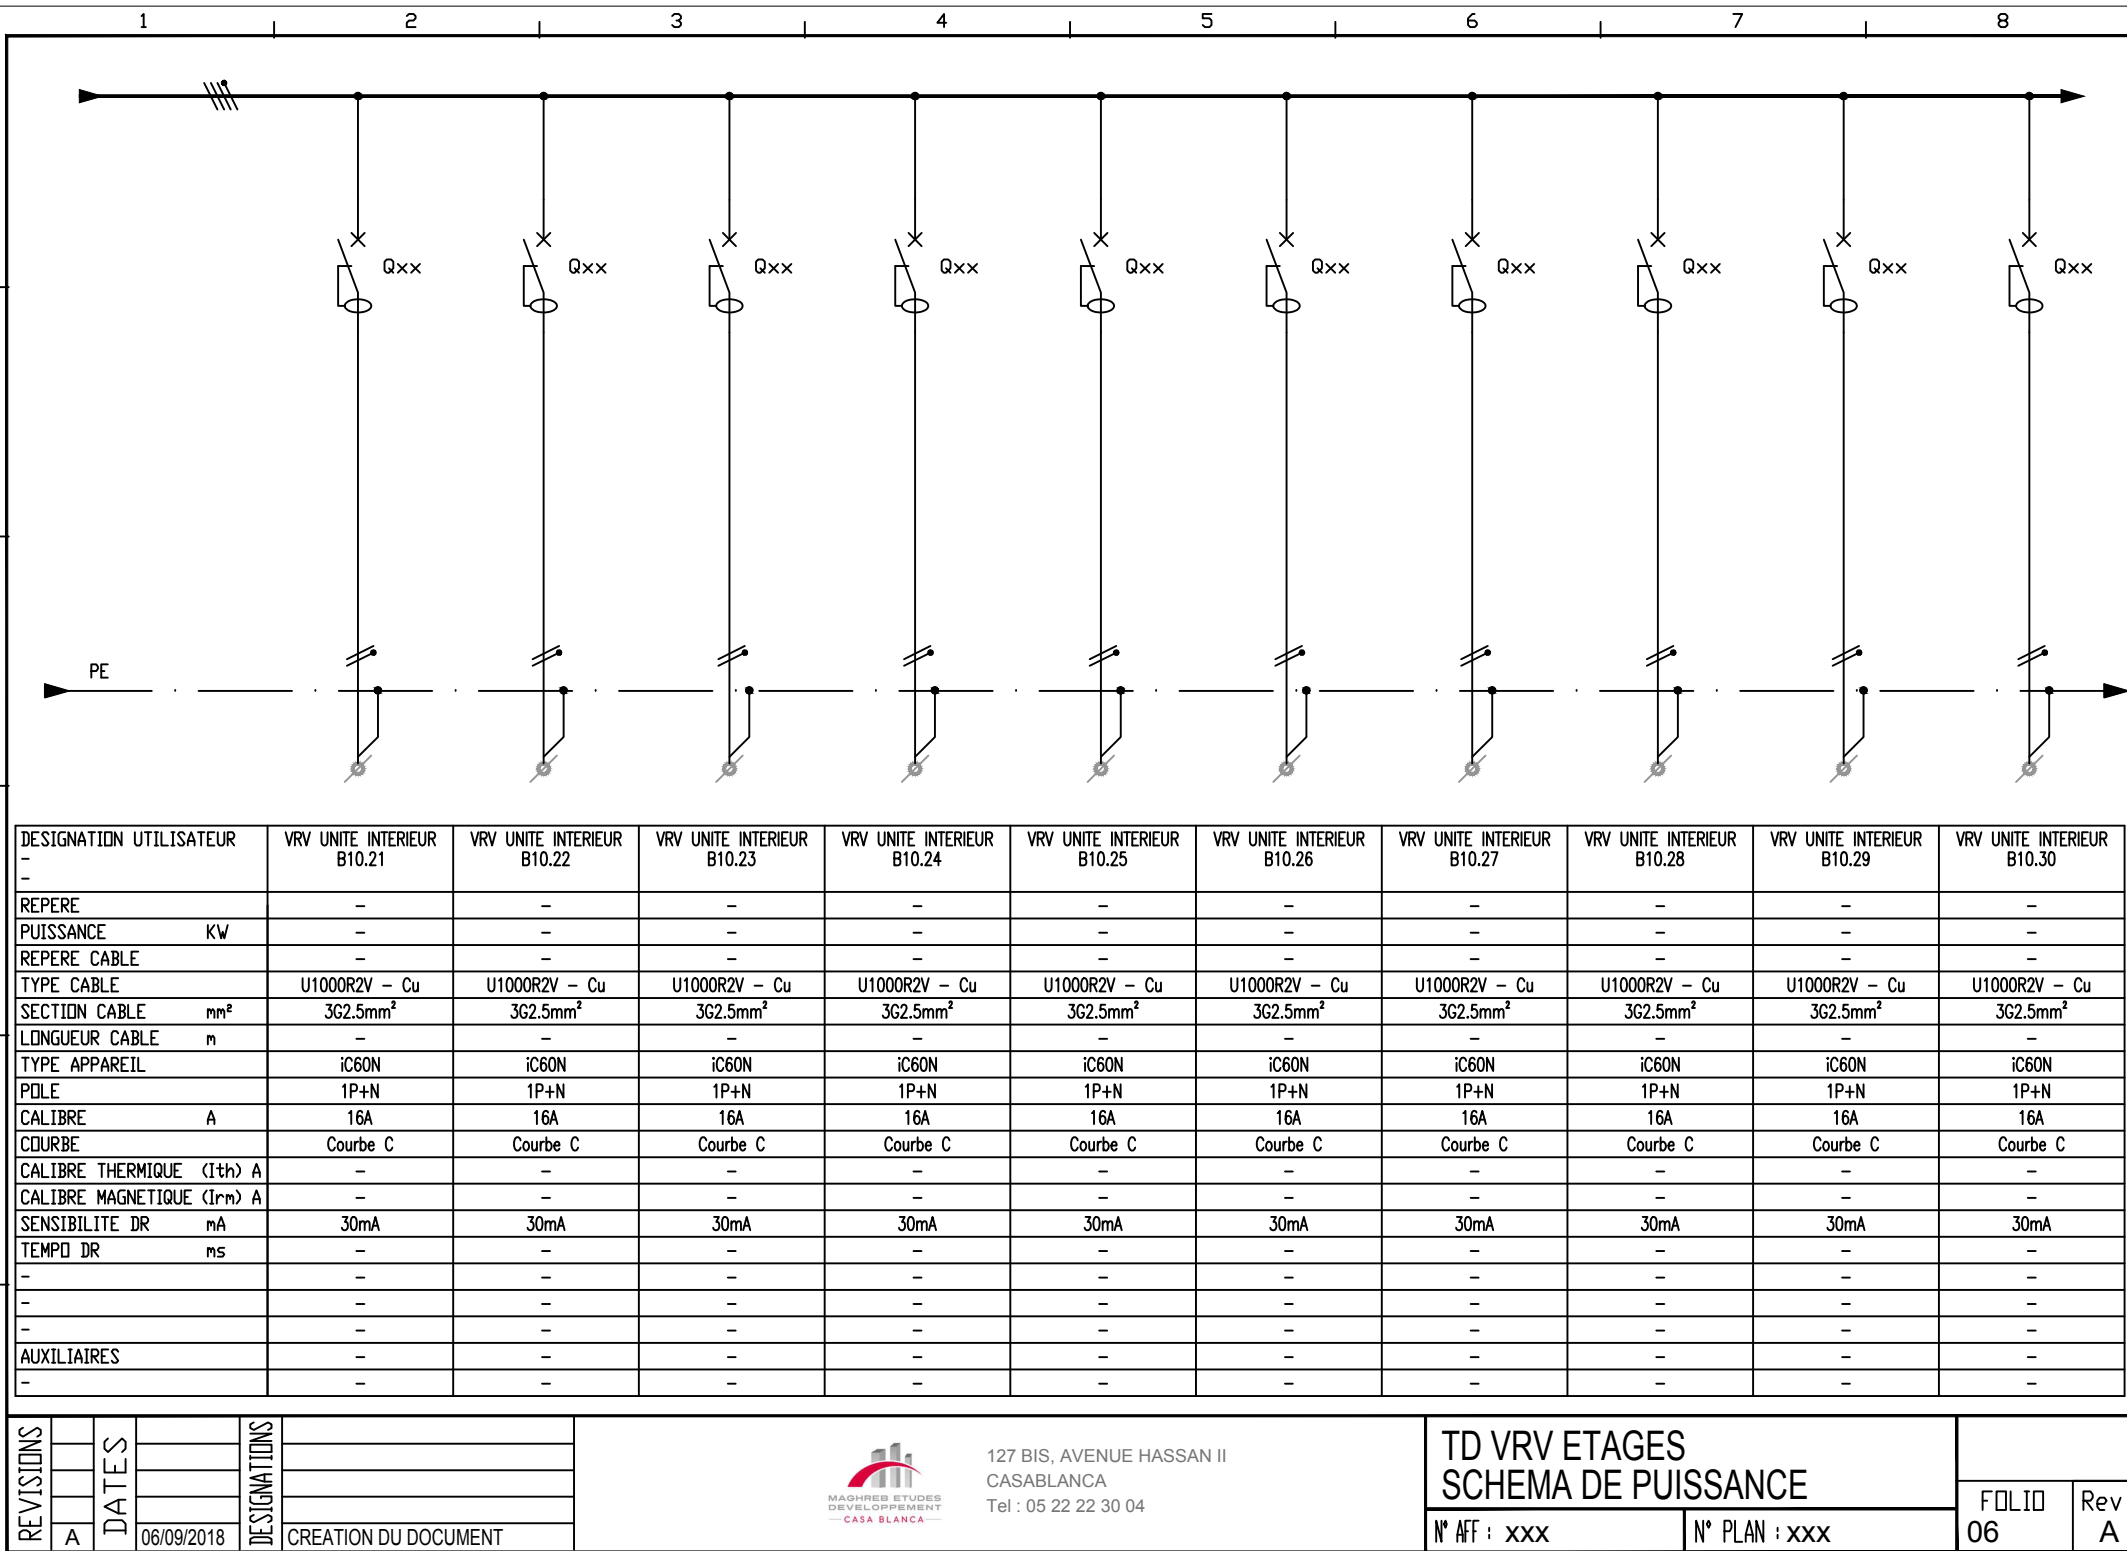 1 2 3 4 5 6 7 8
Qxx Qxx Qxx Qxx Qxx Qxx Qxx Qxx Qxx Qxx
PE
DESIGNATION UTILISATEUR VRV UNITE INTERIEUR VRV UNITE INTERIEUR VRV UNITE INTERIEUR VRV UNITE INTERIEUR VRV UNITE INTERIEUR VRV UNITE INTERIEUR VRV UNITE INTERIEUR VRV UNITE INTERIEUR VRV UNITE INTERIEUR VRV UNITE INTERIEUR
- B10.21 B10.22 B10.23 B10.24 B10.25 B10.26 B10.27 B10.28 B10.29 B10.30
-
REPERE - - - - - - - - - -
PUISSANCE KW - - - - - - - - - -
REPERE CABLE - - - - - - - - - -
TYPE CABLE U1000R2V - Cu U1000R2V - Cu U1000R2V - Cu U1000R2V - Cu U1000R2V - Cu U1000R2V - Cu U1000R2V - Cu U1000R2V - Cu U1000R2V - Cu U1000R2V - Cu
SECTION CABLE mm² 3G2.5mm² 3G2.5mm² 3G2.5mm² 3G2.5mm² 3G2.5mm² 3G2.5mm² 3G2.5mm² 3G2.5mm² 3G2.5mm² 3G2.5mm²
LONGUEUR CABLE m - - - - - - - - - -
TYPE APPAREIL iC60N iC60N iC60N iC60N iC60N iC60N iC60N iC60N iC60N iC60N
POLE 1P+N 1P+N 1P+N 1P+N 1P+N 1P+N 1P+N 1P+N 1P+N 1P+N
CALIBRE A 16A 16A 16A 16A 16A 16A 16A 16A 16A 16A
COURBE Courbe C Courbe C Courbe C Courbe C Courbe C Courbe C Courbe C Courbe C Courbe C Courbe C
CALIBRE THERMIQUE (Ith) A - - - - - - - - - -
CALIBRE MAGNETIQUE (Irm) A - - - - - - - - - -
SENSIBILITE DR mA 30mA 30mA 30mA 30mA 30mA 30mA 30mA 30mA 30mA 30mA
TEMPO DR ms - - - - - - - - - -
- - - - - - - - - - -
- - - - - - - - - - -
- - - - - - - - - - -
AUXILIAIRES - - - - - - - - - -
- - - - - - - - - - -
REVISIONS
A
DATES
06/09/2018
DESIGNATIONS
CREATION DU DOCUMENT
MAGHREB ETUDES
DEVELOPPEMENT
CASA BLANCA
127 BIS, AVENUE HASSAN II
CASABLANCA
Tel : 05 22 22 30 04
TD VRV ETAGES
SCHEMA DE PUISSANCE
N° AFF : xxx
N° PLAN : xxx
FOLIO
06
Rev
A